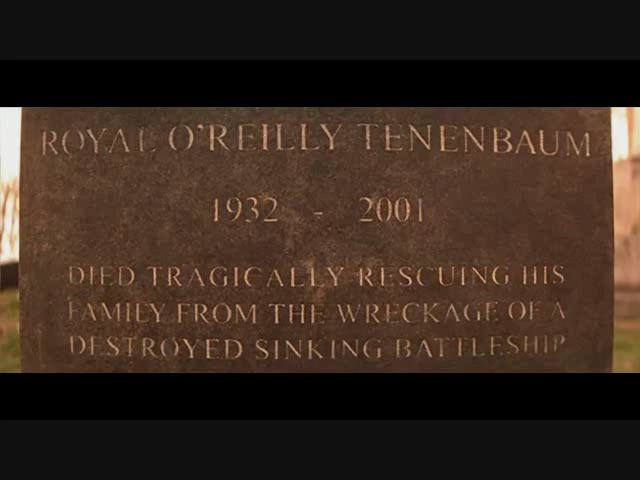 ROYAL O'REILLY TENENBAUM
1932 - 2001
DIED TRAGICALLY RESCUING HIS
FAMILY FROM THE WRECKAGE OF A
DESTROYED SINKING BATTLESHIP